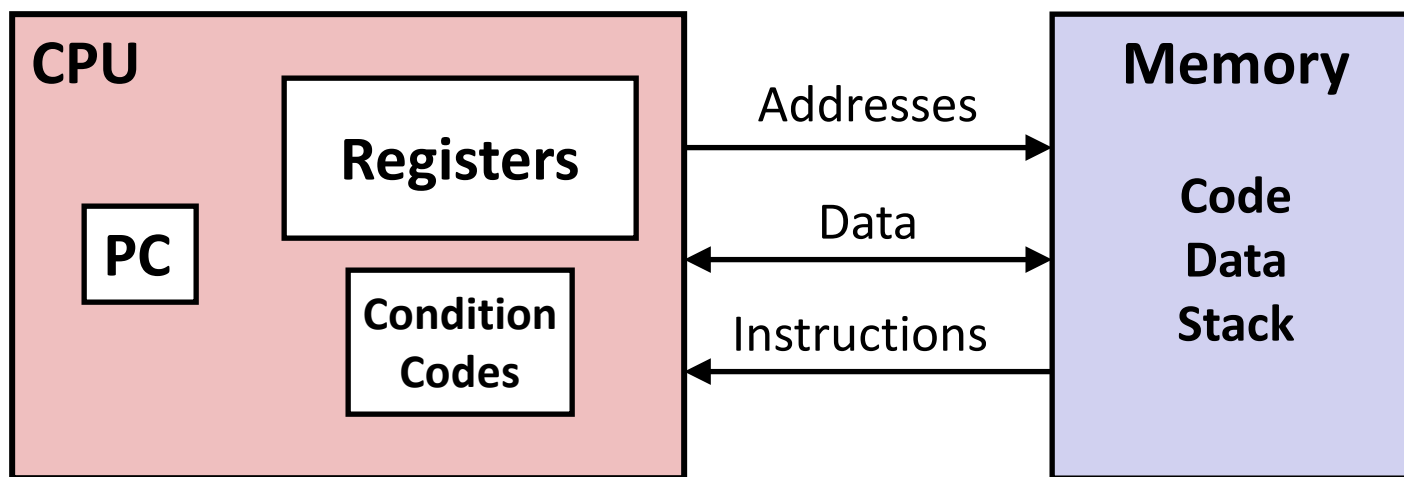 CPU
Registers
PC
Condition
Codes
Addresses
Data
Instructions
Memory
Code
Data
Stack